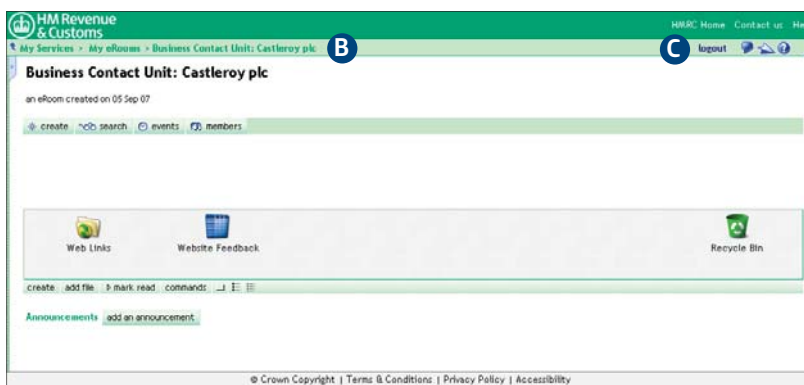 HM Revenue
& Customs
HMRC Home Contact us He
My Services > My eRooms > Business Contact Unit: Castleroy plc B C logout
Business Contact Unit: Castleroy plc
an eRoom created on 05 Sep 07
create search events members
Web Links Website Feedback Recycle Bin
create add file mark read commands
Announcements add an announcement
© Crown Copyright | Terms & Conditions | Privacy Policy | Accessibility